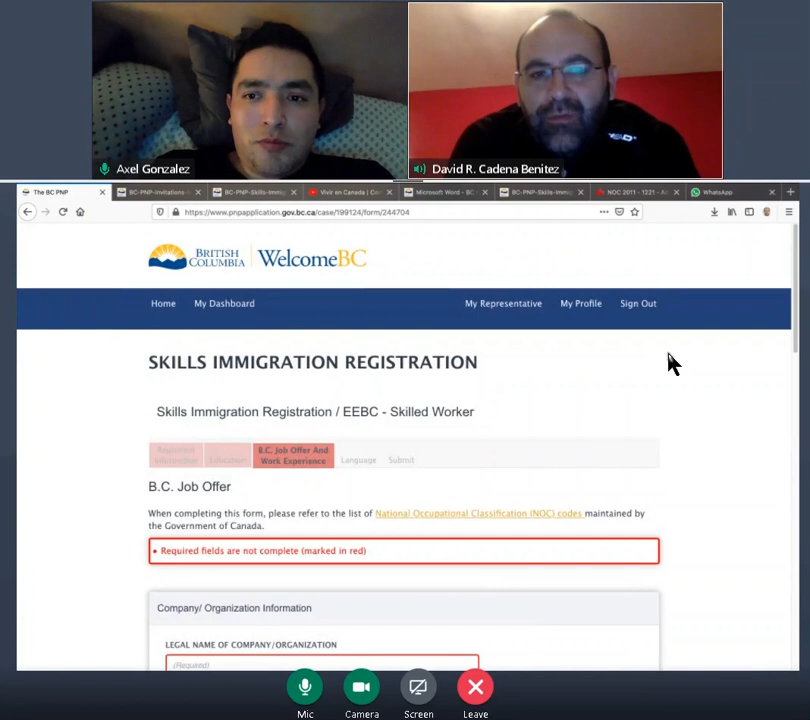 Axel Gonzalez
David R. Cadena Benitez
The BC PNP
BC-PNP-Invitations-
BC-PNP-Skills-Immig
Vivir en Canada | Co
Microsoft Word - BC
BC-PNP-Skills-Immig
NOC 2011 - 1221 - A
WhatsApp
https://www.pnpapplication.gov.bc.ca/case/199124/form/244704
BRITISH
COLUMBIA
WelcomeBC
Home
My Dashboard
My Representative
My Profile
Sign Out
SKILLS IMMIGRATION REGISTRATION
Skills Immigration Registration / EEBC - Skilled Worker
Education
B.C. Job Offer And
Work Experience
Language
Submit
B.C. Job Offer
When completing this form, please refer to the list of National Occupational Classification (NOC) codes maintained by
the Government of Canada.
• Required fields are not complete (marked in red)
Company/ Organization Information
LEGAL NAME OF COMPANY/ORGANIZATION
(Required)
Mic
Camera
Screen
Leave